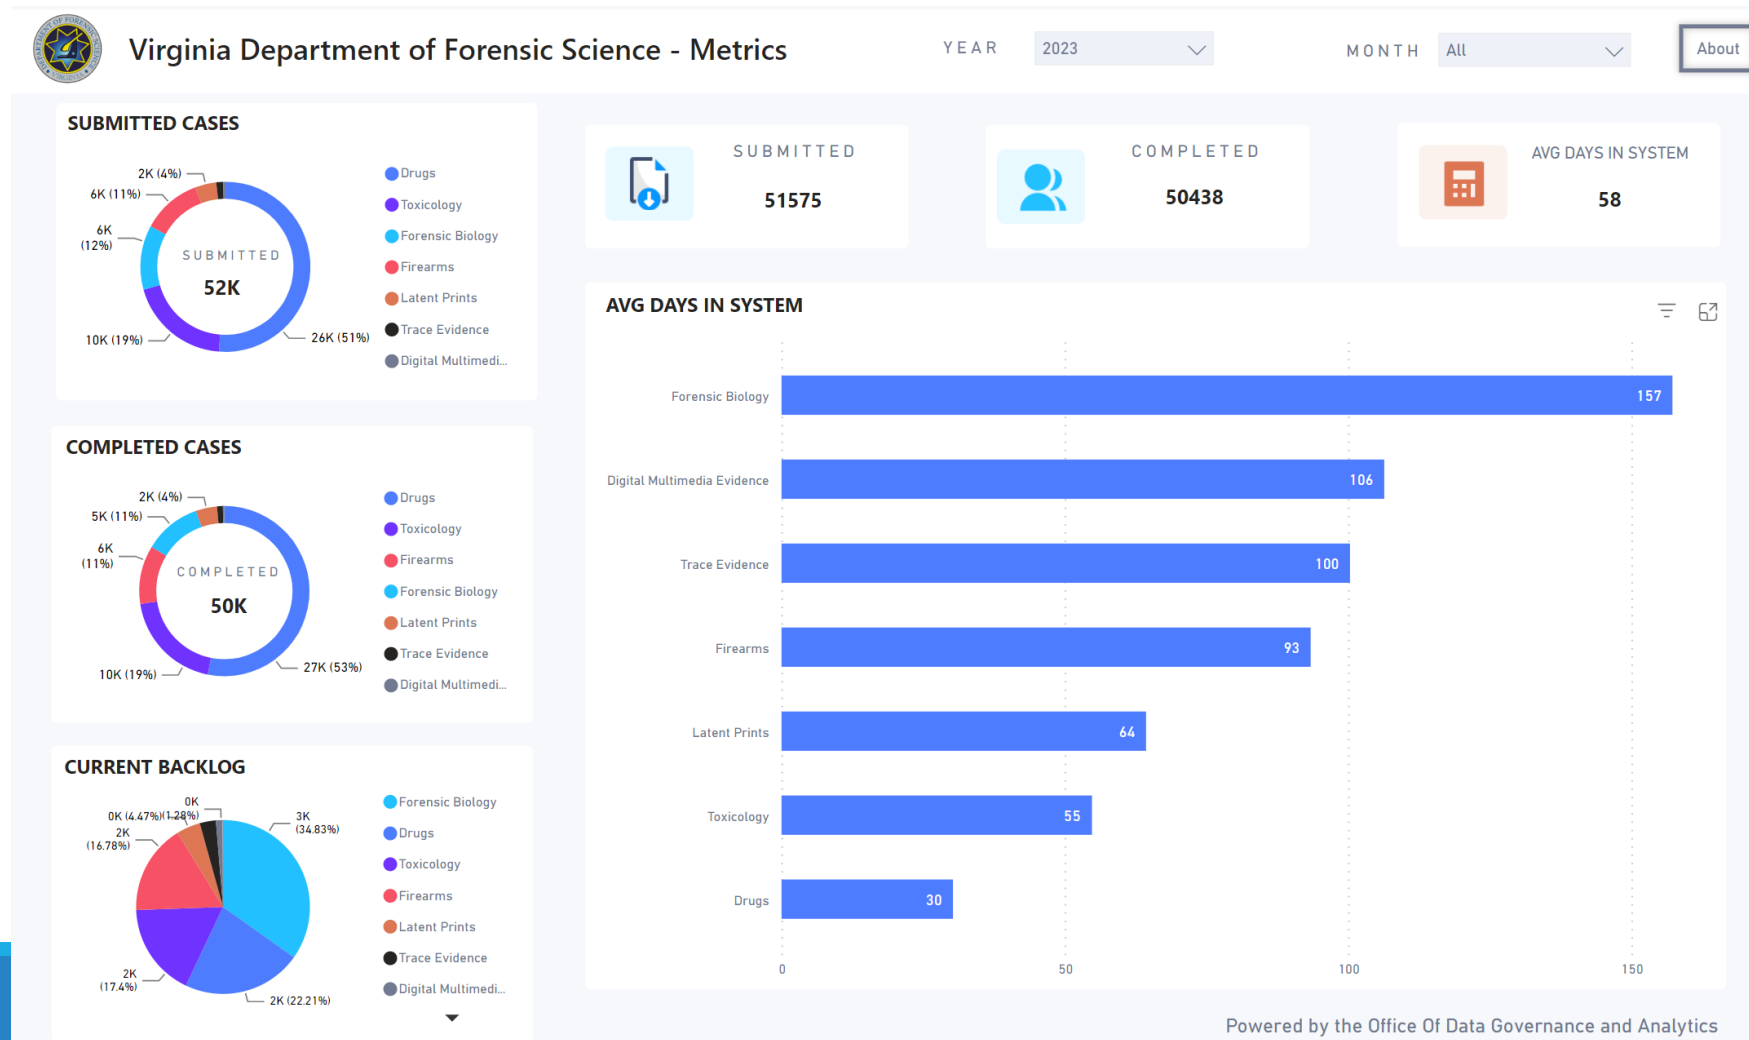 Virginia Department of Forensic Science - Metrics
YEAR
2023
MONTH
All
About
SUBMITTED CASES
2K (4%)
6K (11%)
6K
(12%)
10K (19%)
26K (51%)
SUBMITTED
52K
Drugs
Toxicology
Forensic Biology
Firearms
Latent Prints
Trace Evidence
Digital Multimedi...
SUBMITTED
51575
COMPLETED
50438
AVG DAYS IN SYSTEM
58
COMPLETED CASES
2K (4%)
5K (11%)
6K
(11%)
10K (19%)
27K (53%)
COMPLETED
50K
Drugs
Toxicology
Firearms
Forensic Biology
Latent Prints
Trace Evidence
Digital Multimedi...
CURRENT BACKLOG
0K
(1.28%)
0K (4.47%)
2K
(16.78%)
2K
(17.4%)
2K (22.21%)
3K
(34.83%)
Forensic Biology
Drugs
Toxicology
Firearms
Latent Prints
Trace Evidence
Digital Multimedi...
AVG DAYS IN SYSTEM
Forensic Biology
157
Digital Multimedia Evidence
106
Trace Evidence
100
Firearms
93
Latent Prints
64
Toxicology
55
Drugs
30
0
50
100
150
Powered by the Office Of Data Governance and Analytics